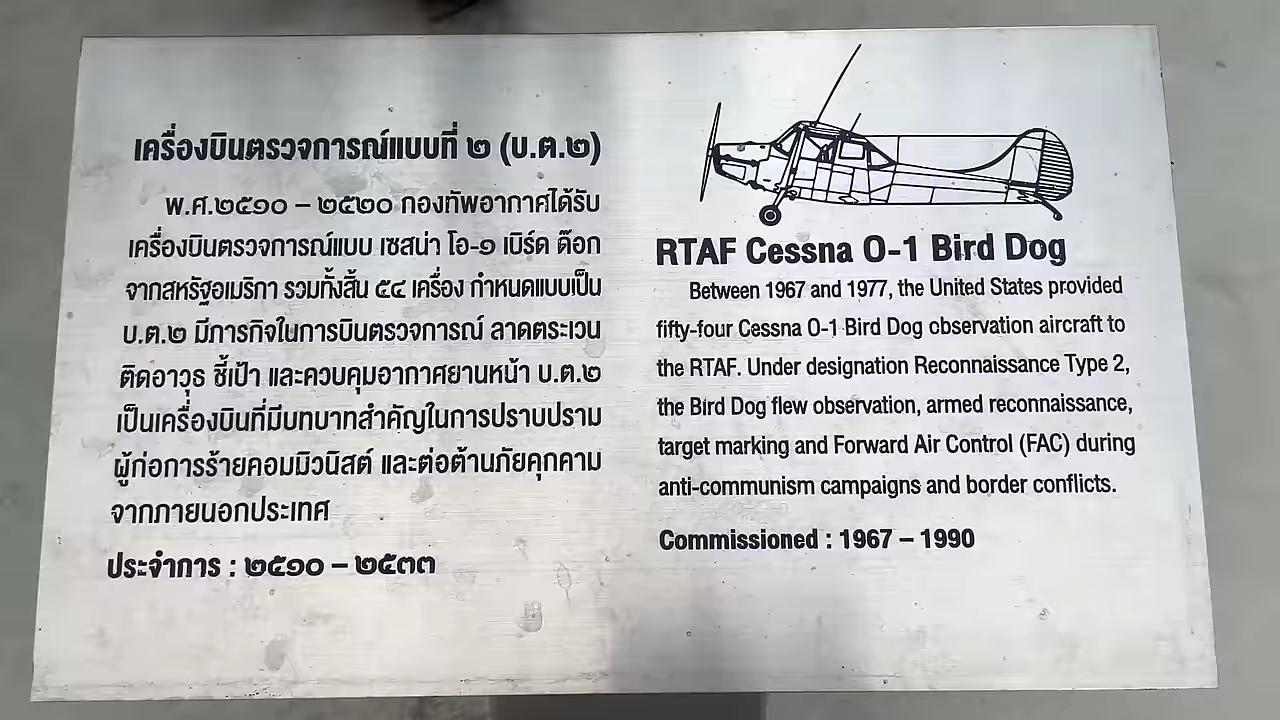 เครื่องบินตรวจการณ์แบบที่ ๒ (บ.ต.๒)
พ.ศ.๒๕๑๐ – ๒๕๒๐ กองทัพอากาศได้รับ
เครื่องบินตรวจการณ์แบบ เซสน่า โอ-๑ เบิร์ด ด๊อก
จากสหรัฐอเมริกา รวมทั้งสิ้น ๕๔ เครื่อง กำหนดแบบเป็น
บ.ต.๒ มีภารกิจในการบินตรวจการณ์ ลาดตระเวน
ติดอาวุธ ชี้เป้า และควบคุมอากาศยานหน้า บ.ต.๒
เป็นเครื่องบินที่มีบทบาทสำคัญในการปราบปราม
ผู้ก่อการร้ายคอมมิวนิสต์ และต่อต้านภัยคุกคาม
จากภายนอกประเทศ
ประจำการ : ๒๕๑๐ – ๒๕๓๓
RTAF Cessna O-1 Bird Dog
Between 1967 and 1977, the United States provided
fifty-four Cessna O-1 Bird Dog observation aircraft to
the RTAF. Under designation Reconnaissance Type 2,
the Bird Dog flew observation, armed reconnaissance,
target marking and Forward Air Control (FAC) during
anti-communism campaigns and border conflicts.
Commissioned : 1967 – 1990